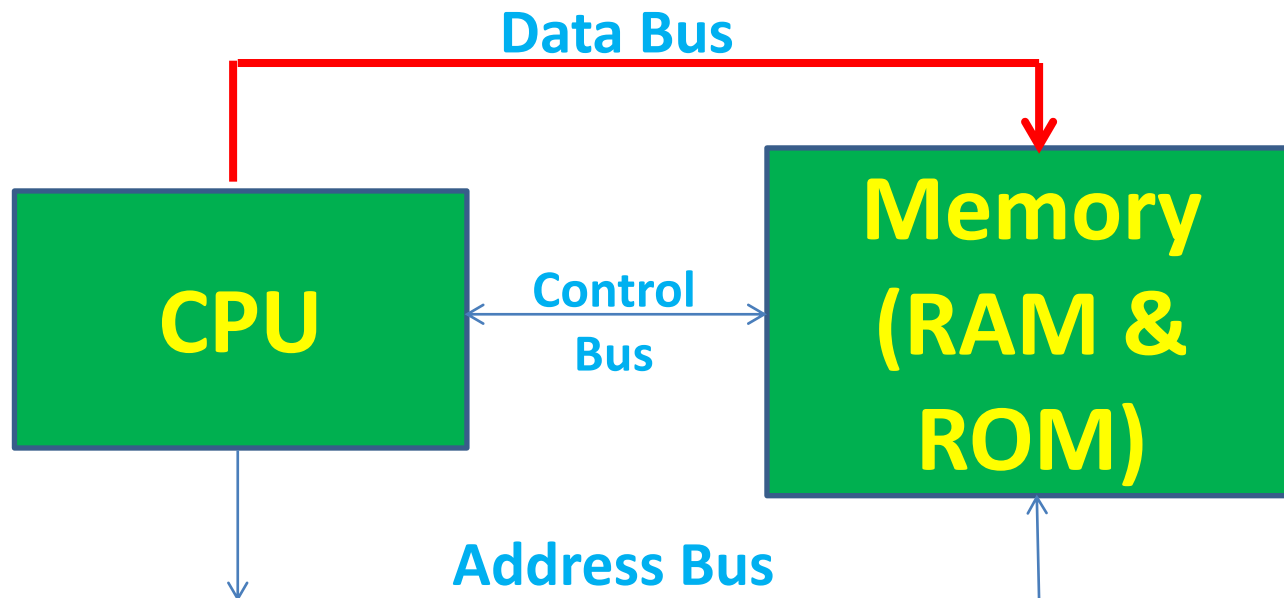 Data Bus
CPU
Control
Bus
Memory
(RAM &
ROM)
Address Bus